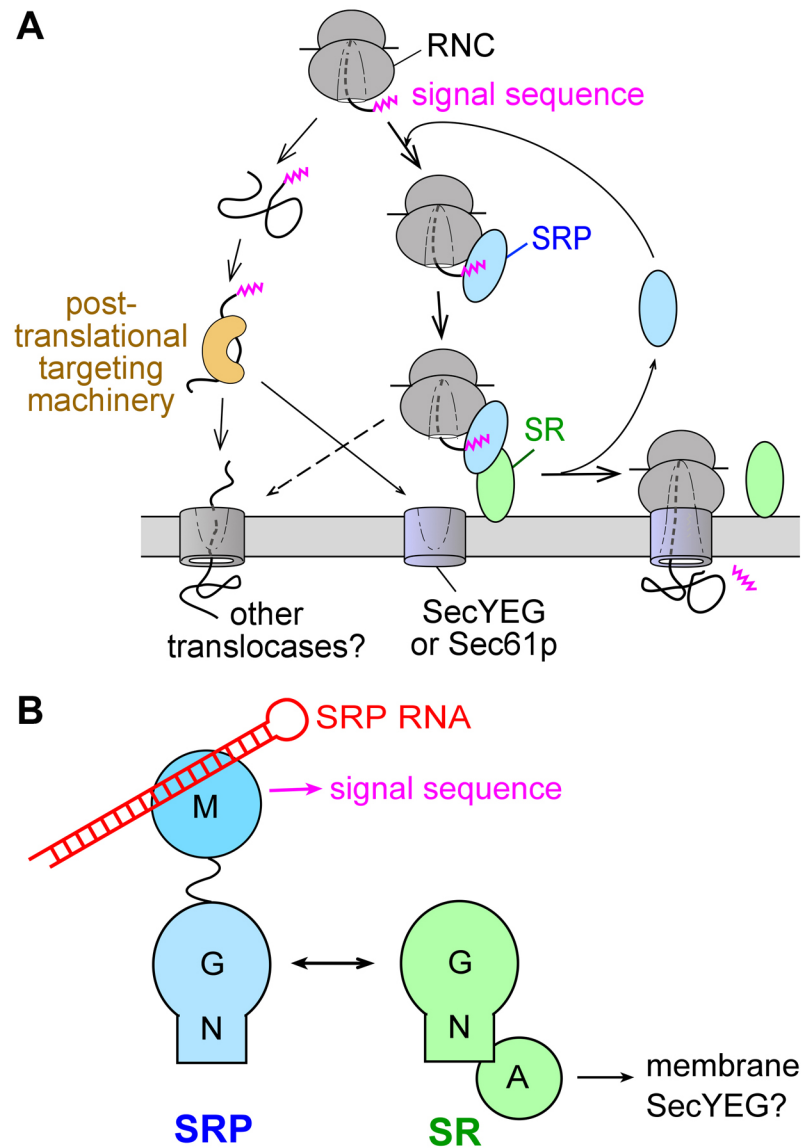 A
RNC
signal sequence
SRP
post-
translational
targeting
machinery
SR
other
translocases?
SecYEG
or Sec61p
B
SRP RNA
M
signal sequence
G
G
N
N
A
membrane
SecYEG?
SRP
SR